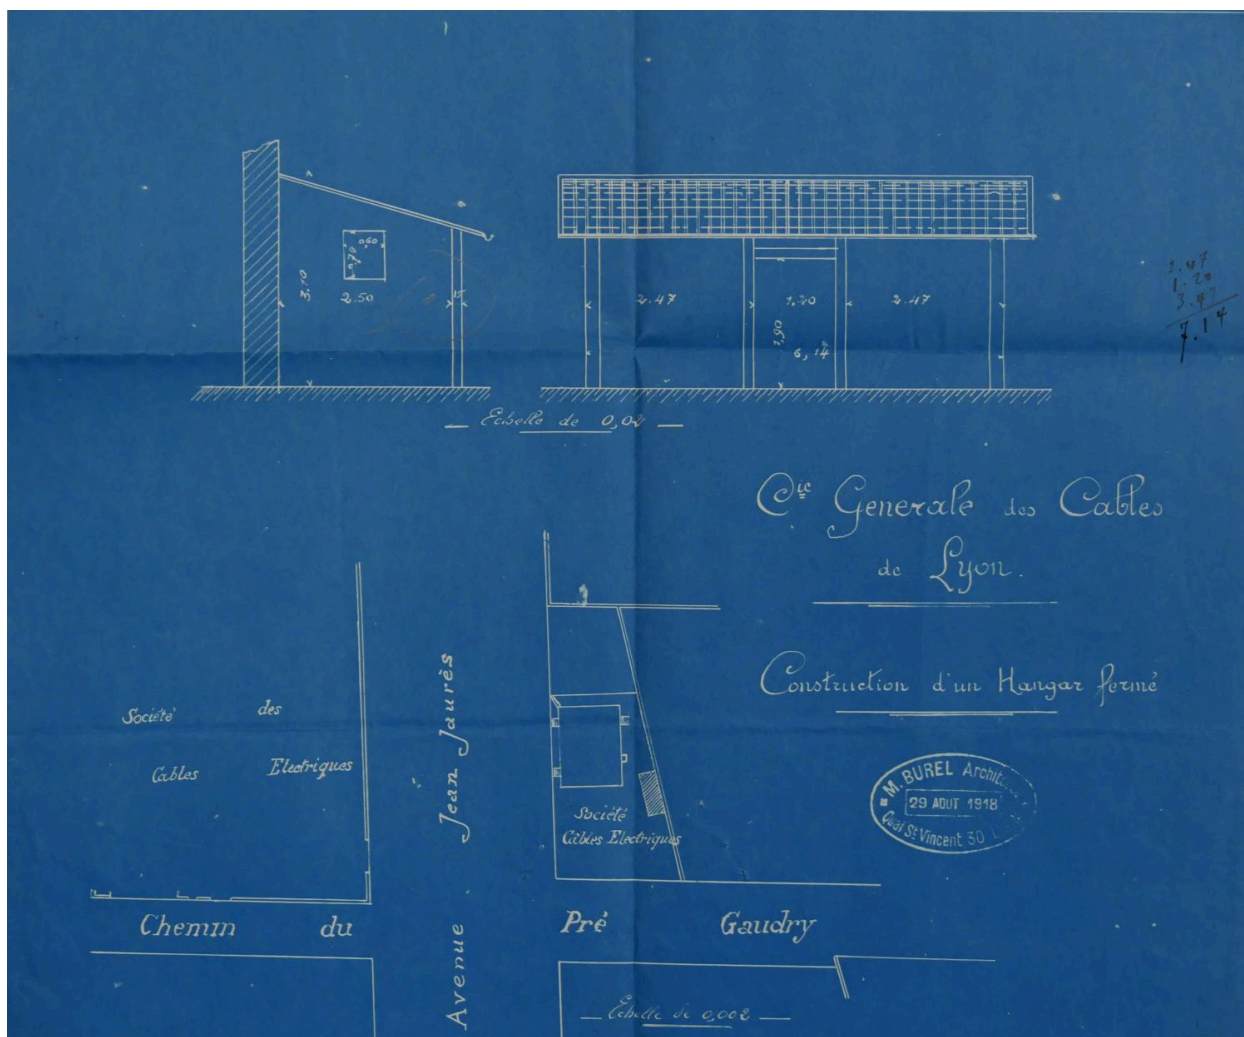 3,10
0,60
0,70
2.50
15
2.47
1,20
2.47
1,90
6,14
1.47
1.20
3.47
7.14
Echelle de 0,02
Cie Generale des Cables
de Lyon.
Construction d'un Hangar fermé
M. BUREL
29 AOUT 1918
Quai St Vincent 30
Société des
Cables Electriques
Avenue Jean Jaurès
Société
Câbles Electriques
Chemin du Pré Gaudry
Echelle de 0,002